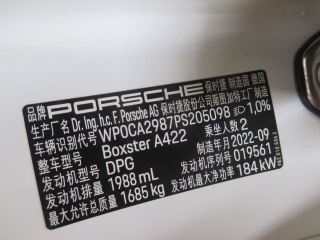 品牌 PORSCHE 保时捷 制造国 德国
生产厂名 Dr. Ing. h.c. F. Porsche AG 保时捷股份公司斯图加特工厂制造
车辆识别代号 WP0CA2987PS205098 1,0%
整车型号 Boxster A422 乘坐人数 2
发动机型号 DPG 制造年月 2022-09
发动机排量 1988 mL 发动机序号 019561
最大允许总质量 1685 kg 发动机最大净功率 184 kW